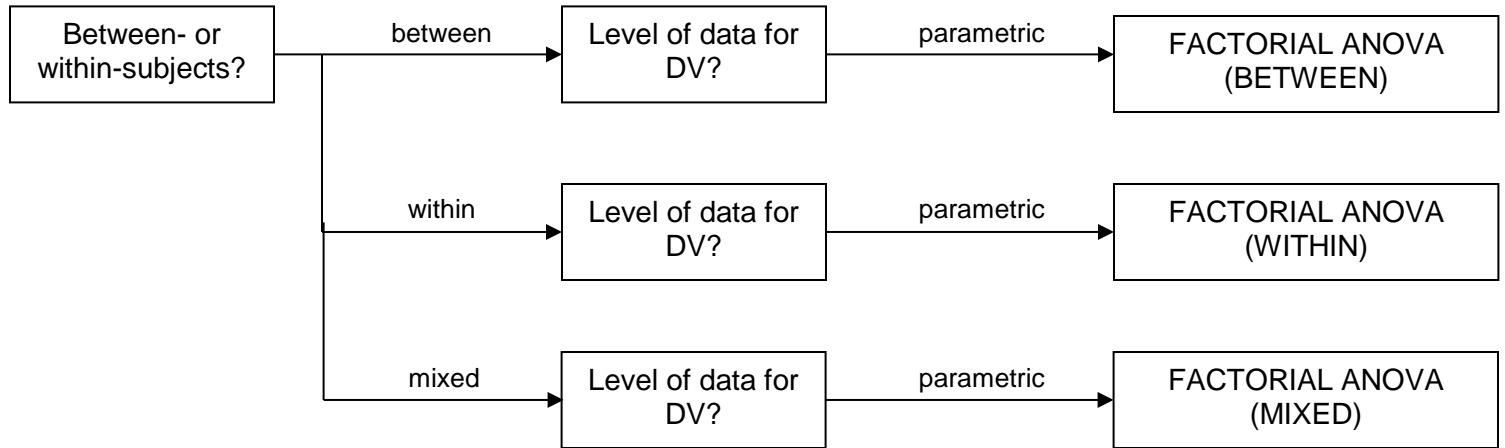 Between- or
within-subjects?
between
Level of data for
DV?
parametric
FACTORIAL ANOVA
(BETWEEN)
within
Level of data for
DV?
parametric
FACTORIAL ANOVA
(WITHIN)
mixed
Level of data for
DV?
parametric
FACTORIAL ANOVA
(MIXED)